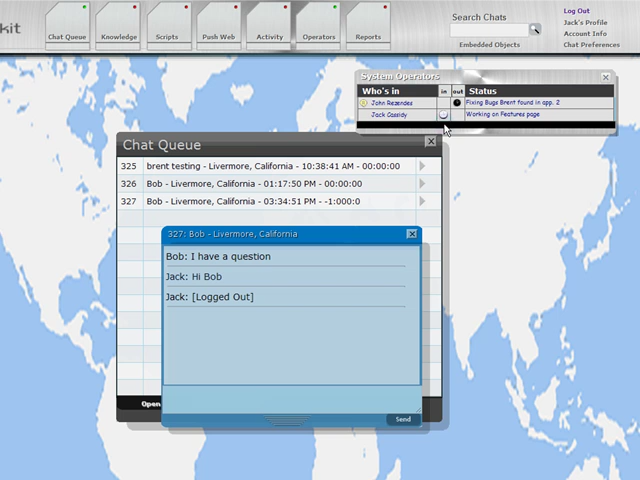 kit
Chat Queue
Knowledge
Scripts
Push Web
Activity
Operators
Reports
Search Chats
Embedded Objects
Log Out
Jack's Profile
Account Info
Chat Preferences
System Operators
Who's in in out Status
John Rezendes Fixing Bugs Brent found in app. 2
Jack Cassidy Working on Features page
Chat Queue
325 brent testing - Livermore, California - 10:38:41 AM - 00:00:00
326 Bob - Livermore, California - 01:17:50 PM - 00:00:00
327 Bob - Livermore, California - 03:34:51 PM - -1:000:0
327: Bob - Livermore, California
Bob: I have a question
Jack: Hi Bob
Jack: [Logged Out]
Open
Send